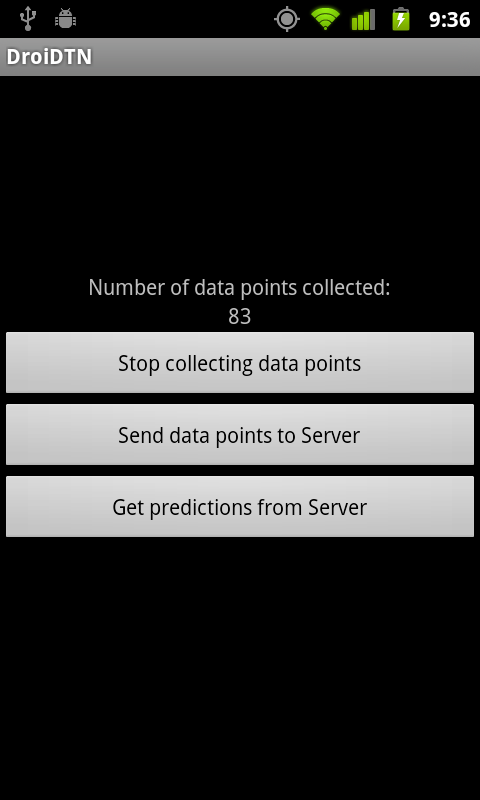 9:36
DroiDTN
Number of data points collected:
83
Stop collecting data points
Send data points to Server
Get predictions from Server